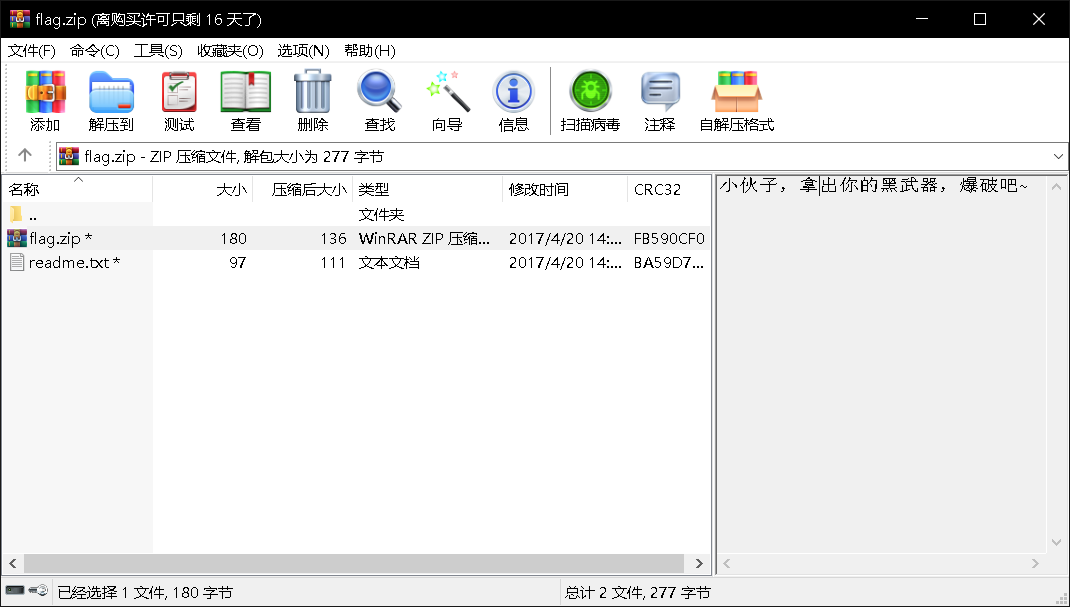 flag.zip (离购买许可只剩 16 天了)
文件(F) 命令(C) 工具(S) 收藏夹(O) 选项(N) 帮助(H)
添加 解压到 测试 查看 删除 查找 向导 信息 扫描病毒 注释 自解压格式
flag.zip - ZIP 压缩文件, 解包大小为 277 字节
名称 大小 压缩后大小 类型 修改时间 CRC32
.. 文件夹
flag.zip * 180 136 WinRAR ZIP 压缩... 2017/4/20 14:... FB590CF0
readme.txt * 97 111 文本文档 2017/4/20 14:... BA59D7...
小伙子，拿出你的黑武器，爆破吧~
已经选择 1 文件, 180 字节
总计 2 文件, 277 字节